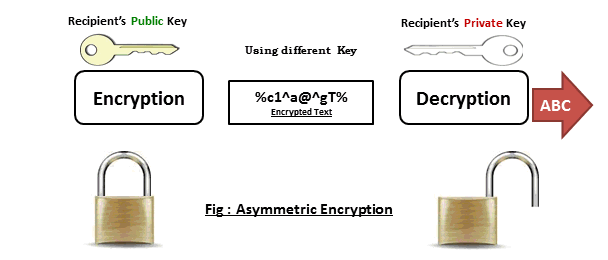 Recipient's Public Key
Using different Key
Recipient's Private Key
Encryption
%c1^a@^gT%
Encrypted Text
Decryption
ABC
Fig : Asymmetric Encryption